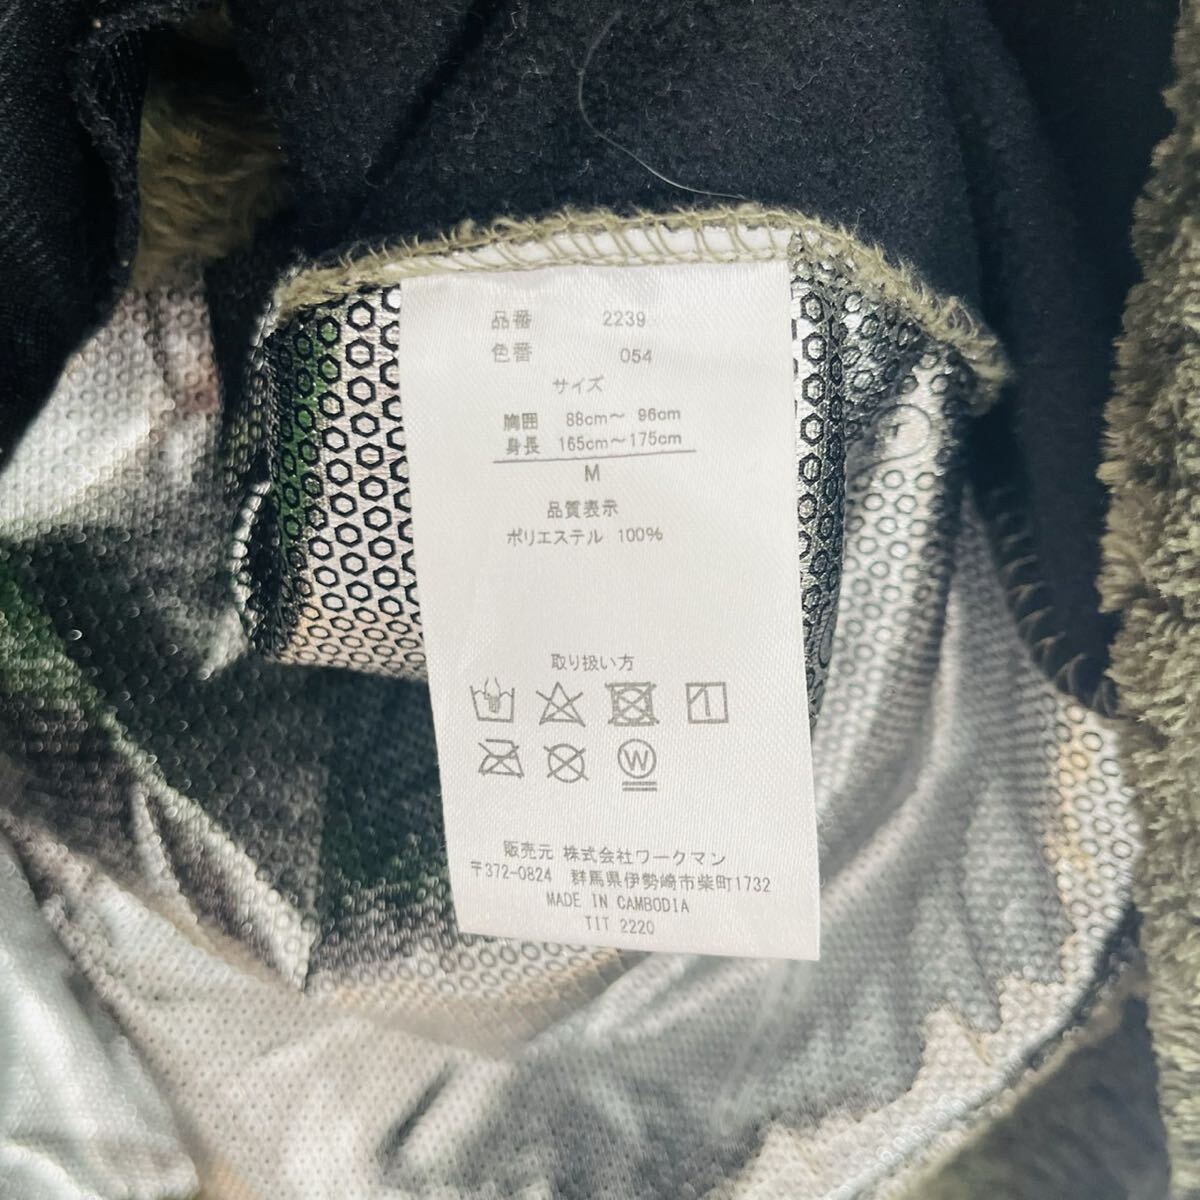 品番 2239
色番 054
サイズ
胸囲 88cm～ 96cm
身長 165cm～175cm
M
品質表示
ポリエステル 100%
取り扱い方
W
販売元 株式会社ワークマン
〒372-0824 群馬県伊勢崎市柴町1732
MADE IN CAMBODIA
TIT 2220